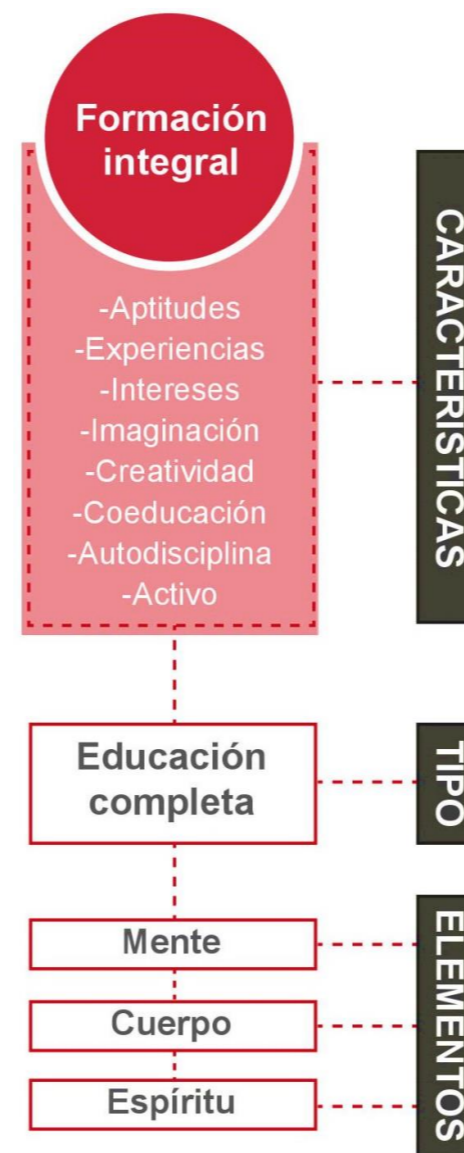 Formación
integral
-Aptitudes
-Experiencias
-Intereses
-Imaginación
-Creatividad
-Coeducación
-Autodisciplina
-Activo
CARACTERISTICAS
Educación
completa
TIPO
Mente
Cuerpo
Espíritu
ELEMENTOS